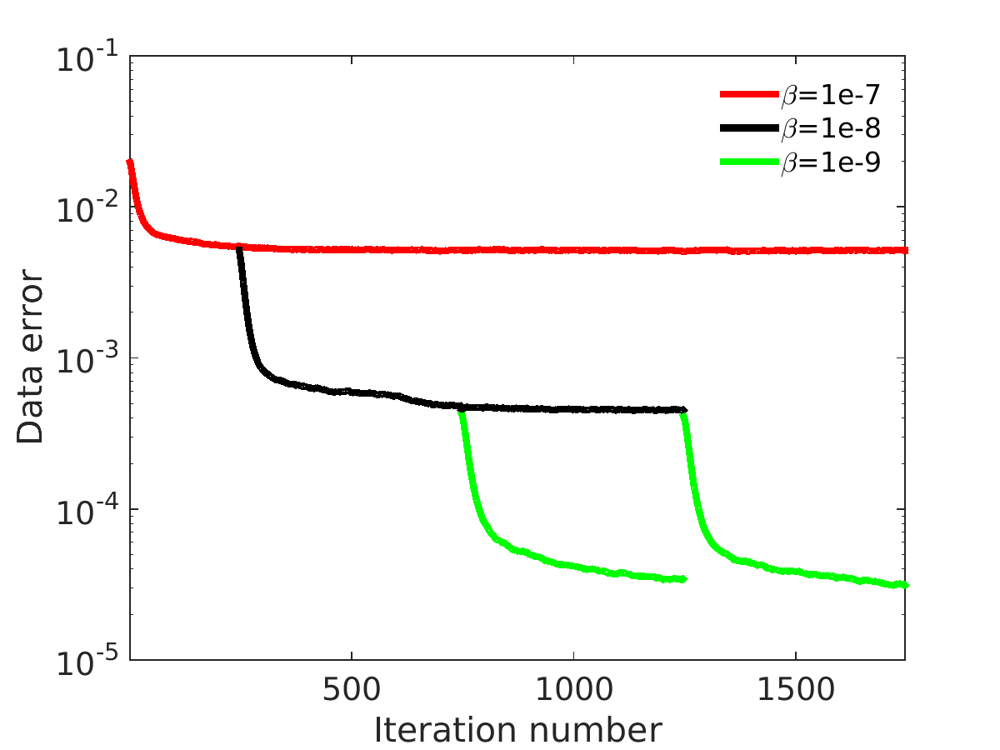 10^-1
β=1e-7
β=1e-8
β=1e-9
10^-2
10^-3
10^-4
10^-5
Data error
500 1000 1500
Iteration number